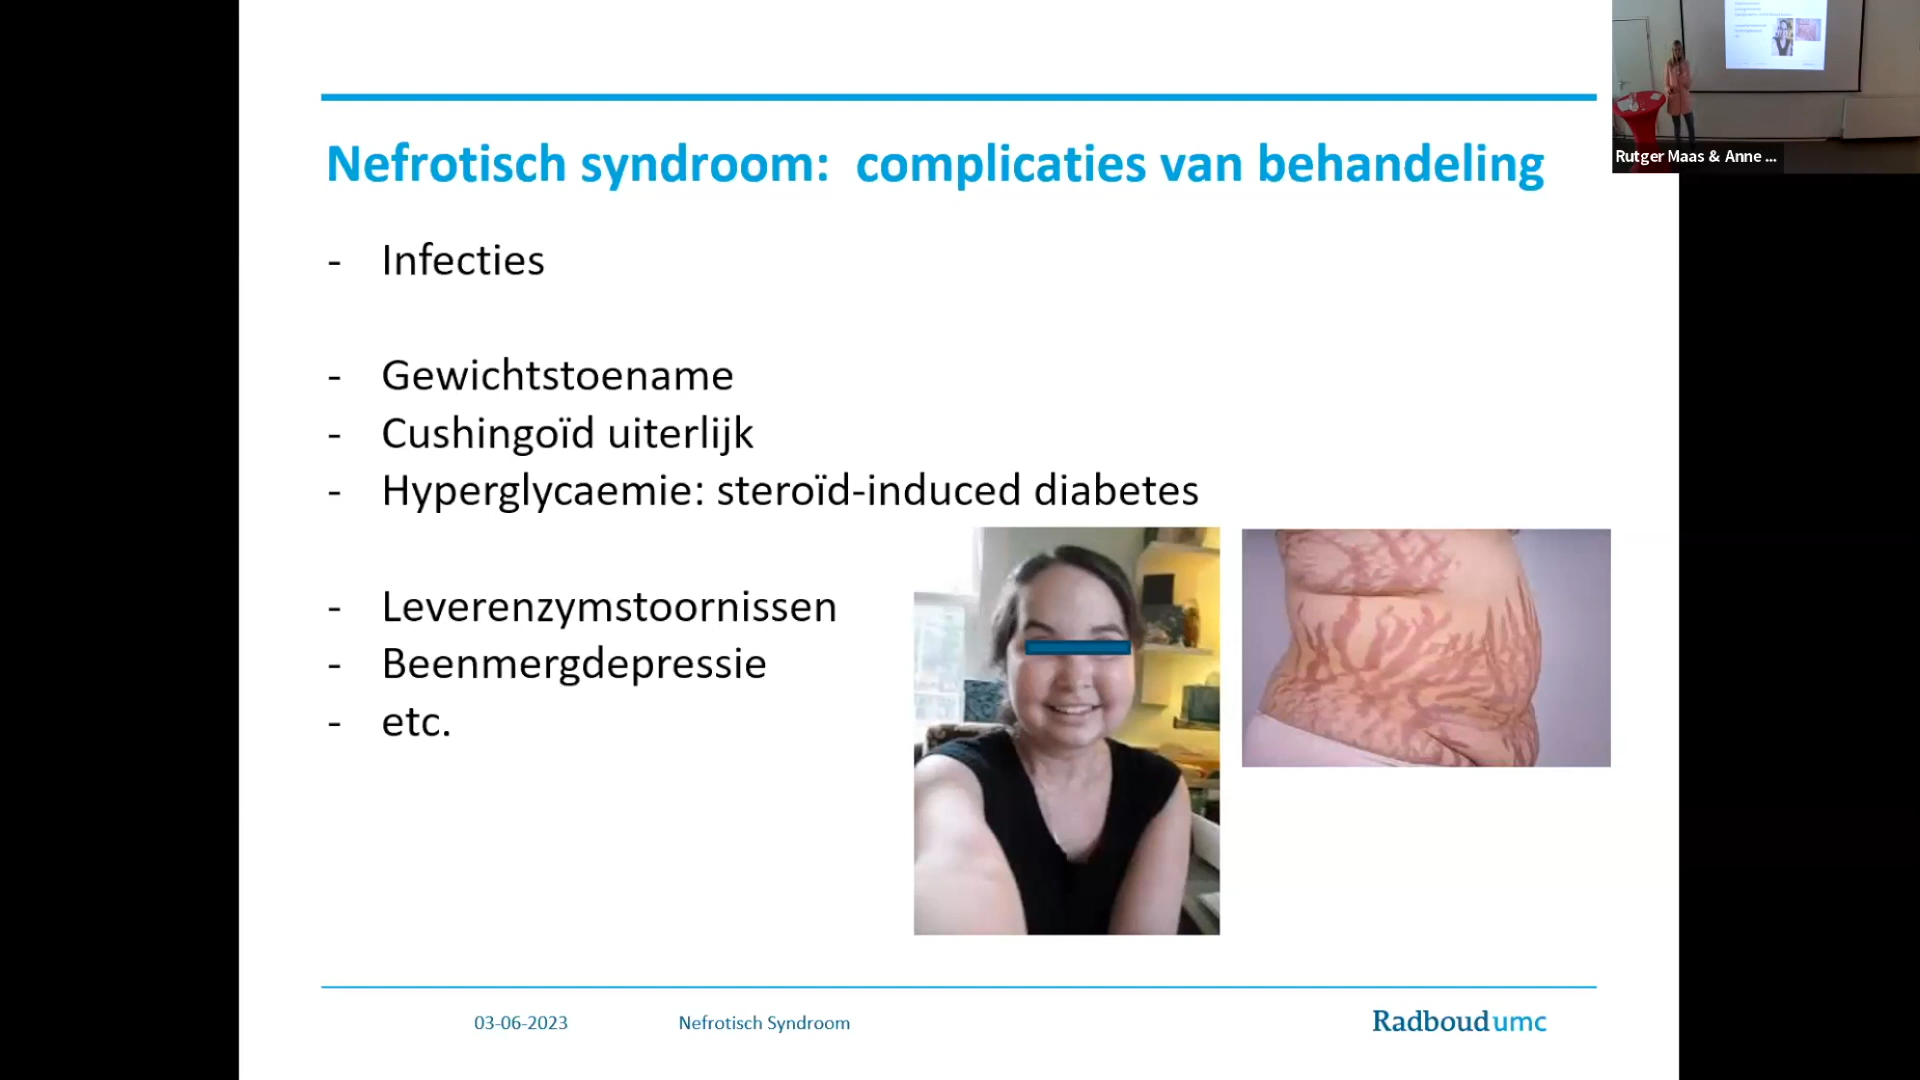 Nefrotisch syndroom: complicaties van behandeling
- Infecties
- Gewichtstoename
- Cushingoïd uiterlijk
- Hyperglycaemie: steroïd-induced diabetes
- Leverenzymstoornissen
- Beenmergdepressie
- etc.
03-06-2023
Nefrotisch Syndroom
Radboudumc
Rutger Maas & Anne ...